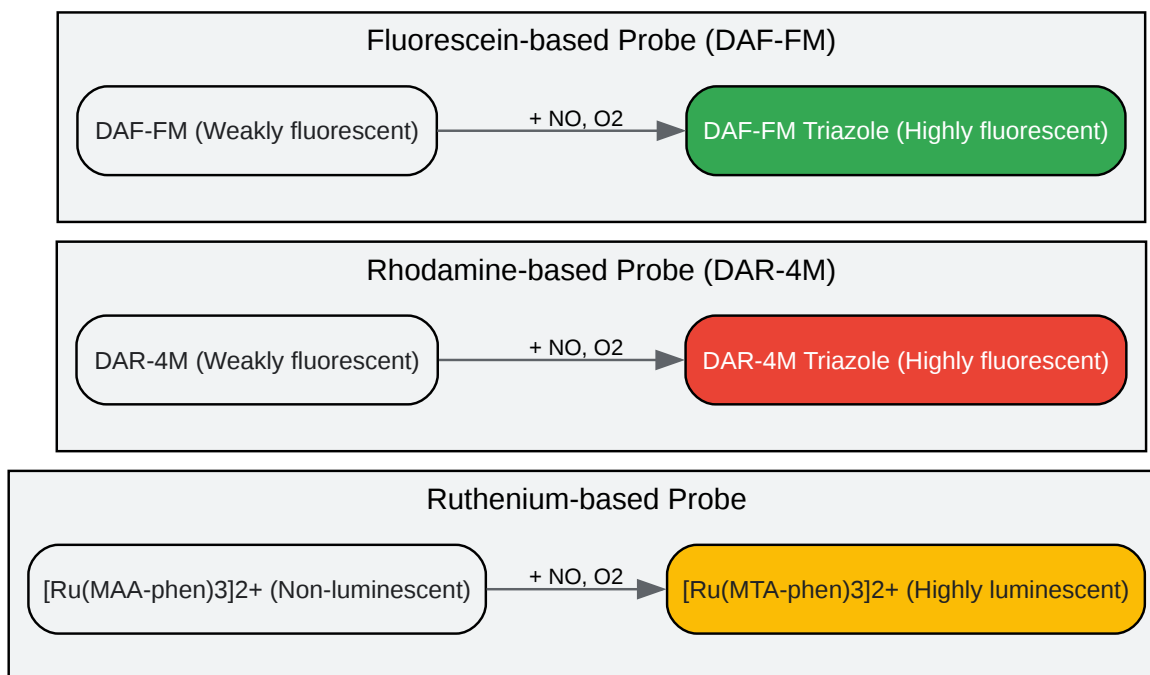 Fluorescein-based Probe (DAF-FM)
DAF-FM (Weakly fluorescent)
+ NO, O2
DAF-FM Triazole (Highly fluorescent)
Rhodamine-based Probe (DAR-4M)
DAR-4M (Weakly fluorescent)
+ NO, O2
DAR-4M Triazole (Highly fluorescent)
Ruthenium-based Probe
[Ru(MAA-phen)3]2+ (Non-luminescent)
+ NO, O2
[Ru(MTA-phen)3]2+ (Highly luminescent)